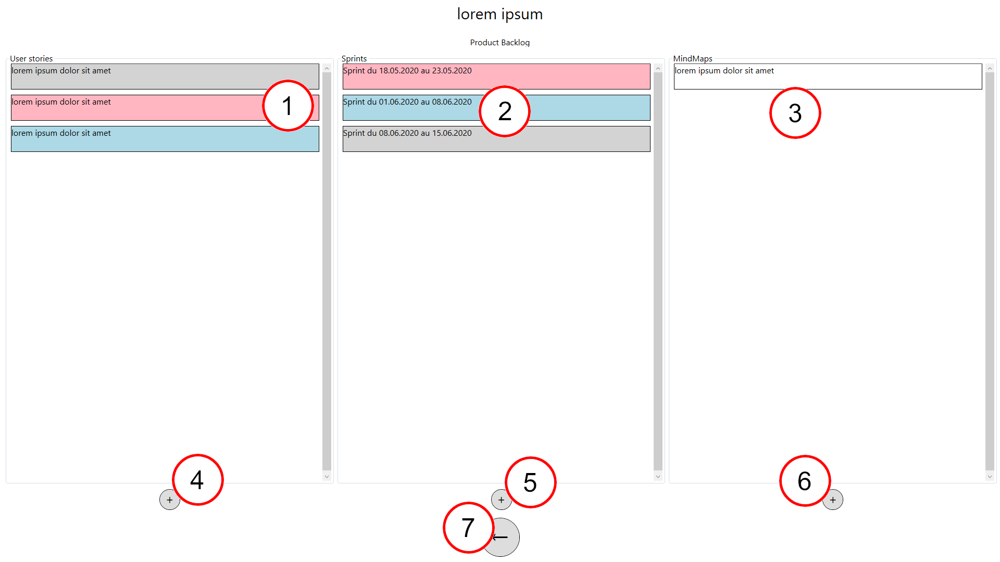 lorem ipsum
Product Backlog
User stories
lorem ipsum dolor sit amet
lorem ipsum dolor sit amet
lorem ipsum dolor sit amet
1
Sprints
Sprint du 18.05.2020 au 23.05.2020
Sprint du 01.06.2020 au 08.06.2020
Sprint du 08.06.2020 au 15.06.2020
2
MindMaps
lorem ipsum dolor sit amet
3
4
+
5
+
6
+
7
←